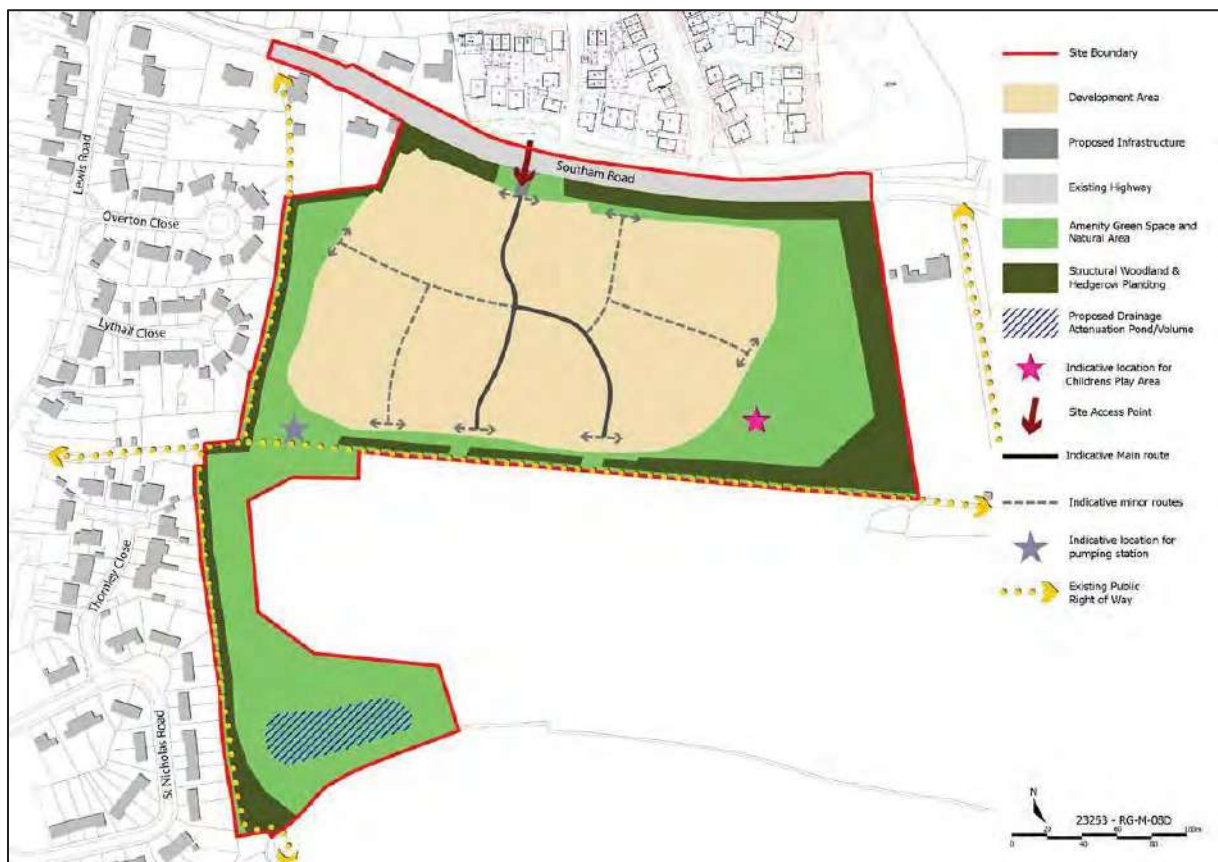 Lewis Road
Overton Close
Lythall Close
Thornley Close
St Nicholas Road
Southam Road
Site Boundary
Development Area
Proposed Infrastructure
Existing Highway
Amenity Green Space and
Natural Area
Structural Woodland &
Hedgerow Planting
Proposed Drainage
Attenuation Pond/Volume
Indicative location for
Childrens Play Area
Site Access Point
Indicative Main route
Indicative minor routes
Indicative location for
pumping station
Existing Public
Right of Way
N
23253 - RG-M-08D
0 20 40 60 80 100m